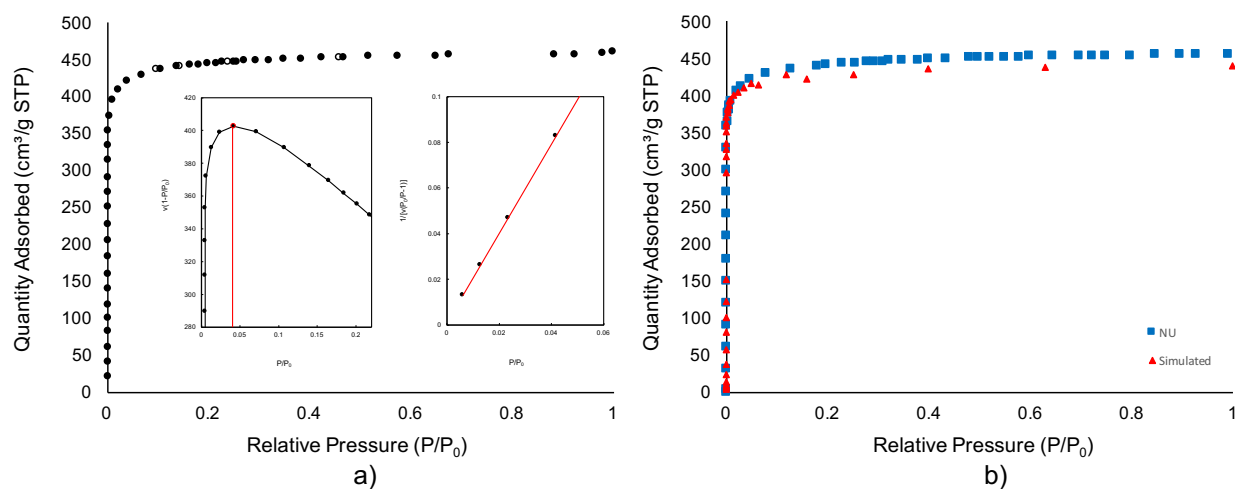 500
450
400
350
300
250
200
150
100
50
0
Quantity Adsorbed (cm³/g STP)
0 0.2 0.4 0.6 0.8 1
Relative Pressure (P/P₀)
a)
420
400
380
360
340
320
300
280
v(1-P/P₀)
0 0.05 0.1 0.15 0.2
P/P₀
0.1
0.08
0.06
0.04
0.02
0
1/[v(P₀/P-1)]
0 0.02 0.04 0.06
P/P₀
500
450
400
350
300
250
200
150
100
50
0
Quantity Adsorbed (cm³/g STP)
NU
Simulated
0 0.2 0.4 0.6 0.8 1
Relative Pressure (P/P₀)
b)